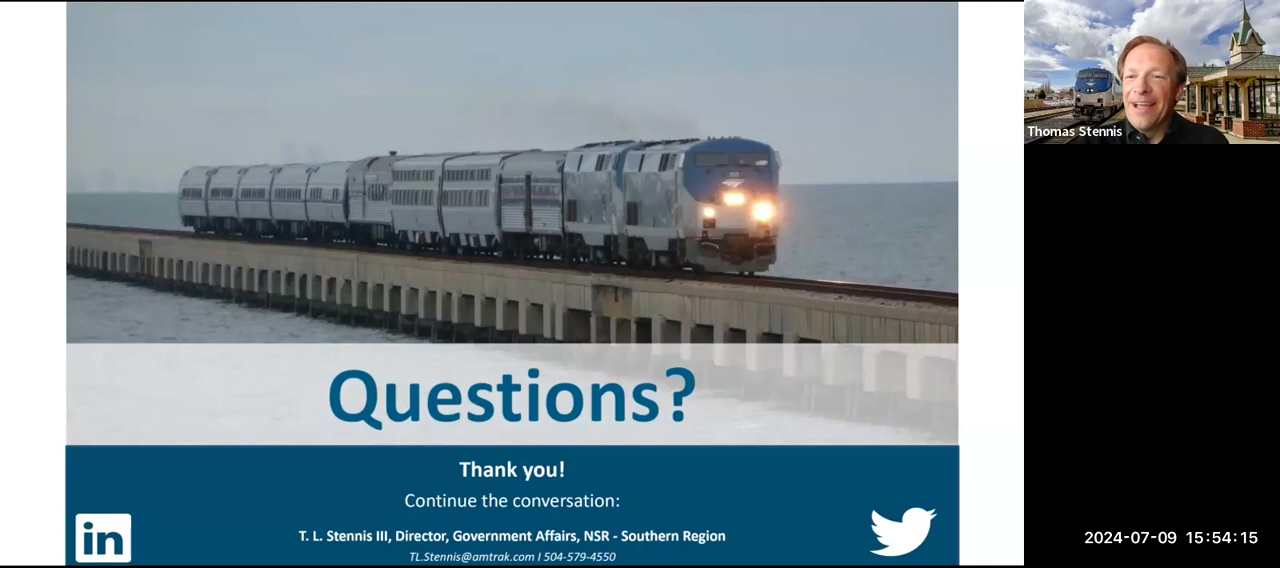 Thomas Stennis
Questions?
Thank you!
Continue the conversation:
T. L. Stennis III, Director, Government Affairs, NSR - Southern Region
TL.Stennis@amtrak.com I 504-579-4550
in
2024-07-09 15:54:15